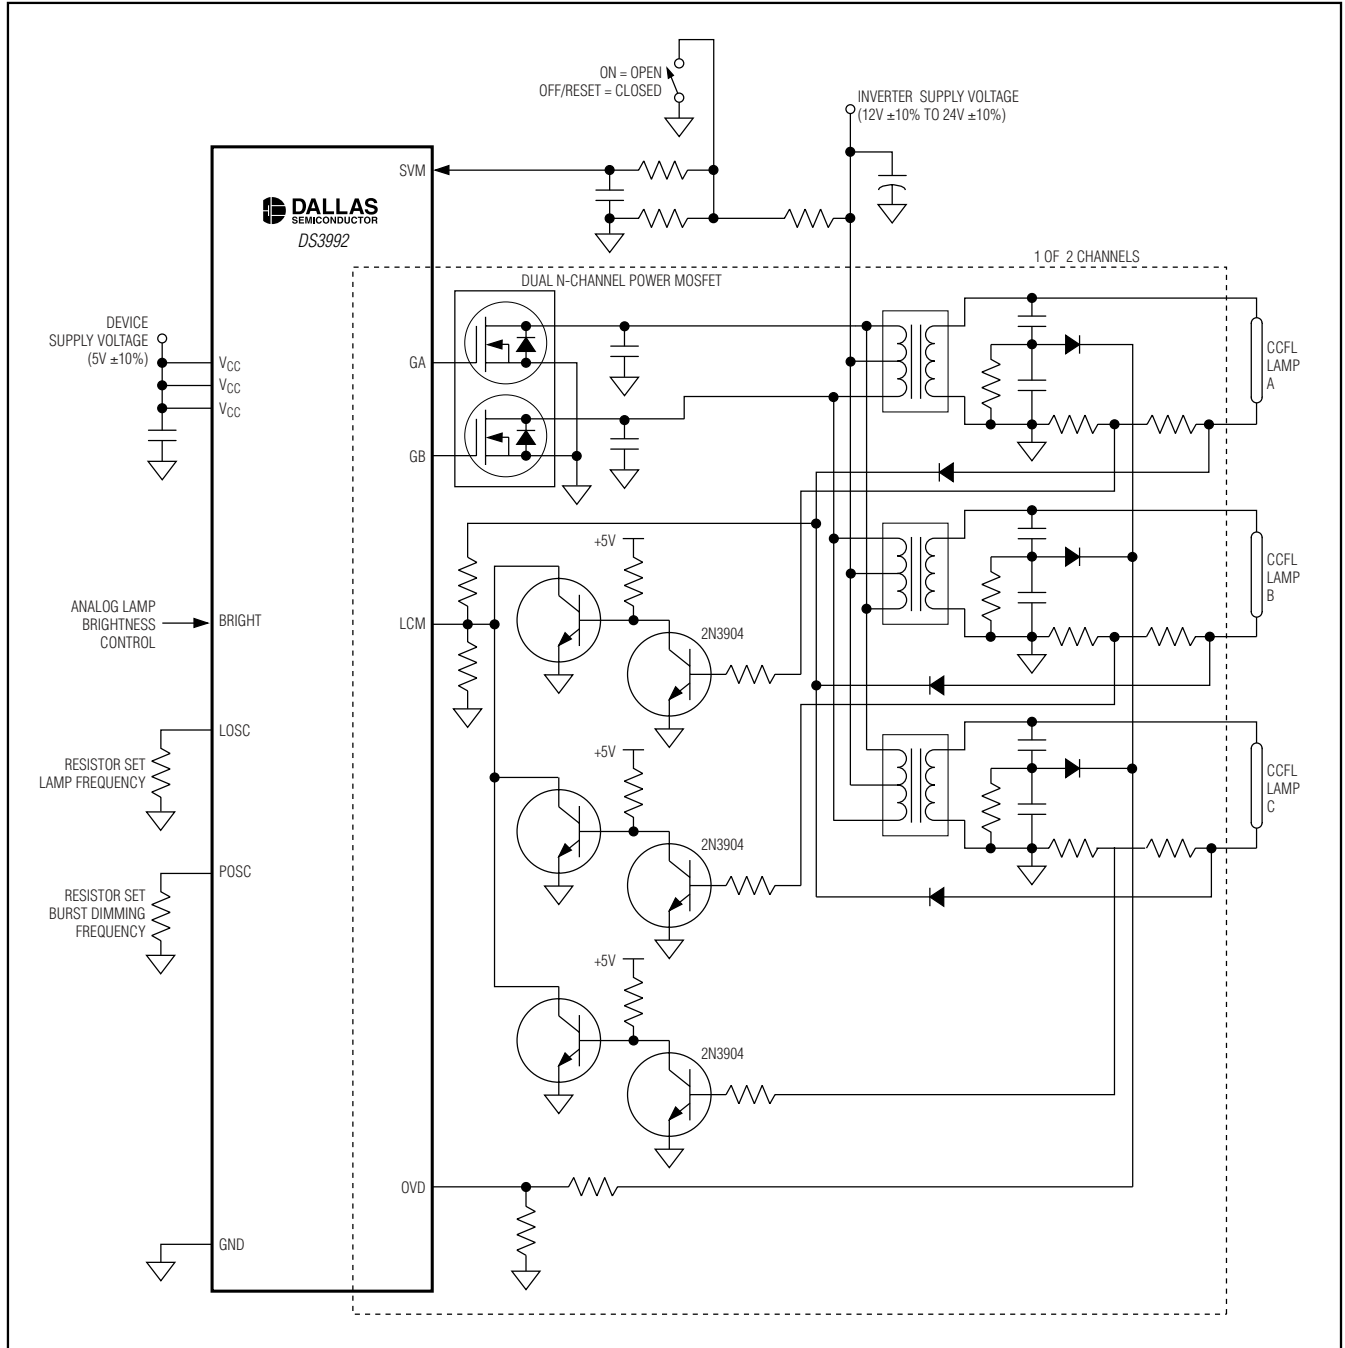 ON = OPEN
OFF/RESET = CLOSED
INVERTER SUPPLY VOLTAGE
(12V ±10% TO 24V ±10%)
SVM
DALLAS
SEMICONDUCTOR
DS3992
1 OF 2 CHANNELS
DUAL N-CHANNEL POWER MOSFET
DEVICE
SUPPLY VOLTAGE
(5V ±10%)
VCC
VCC
VCC
GA
GB
CCFL
LAMP
A
+5V
CCFL
LAMP
B
ANALOG LAMP
BRIGHTNESS
CONTROL
BRIGHT
LCM
2N3904
LOSC
RESISTOR SET
LAMP FREQUENCY
+5V
CCFL
LAMP
C
2N3904
POSC
RESISTOR SET
BURST DIMMING
FREQUENCY
+5V
2N3904
OVD
GND